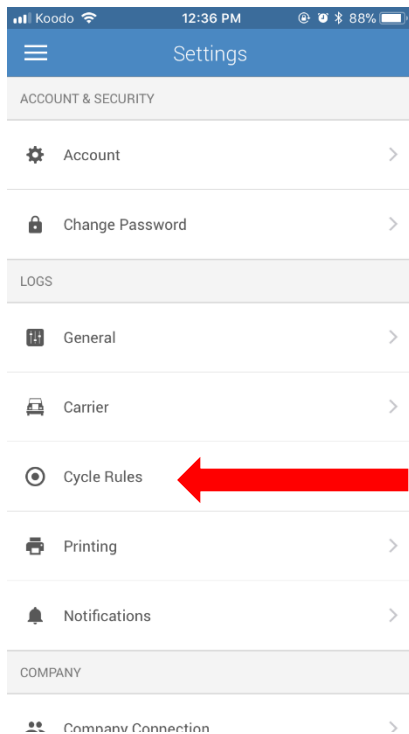 Koodo 12:36 PM 88%
Settings
ACCOUNT & SECURITY
Account
Change Password
LOGS
General
Carrier
Cycle Rules
Printing
Notifications
COMPANY
Company Connection